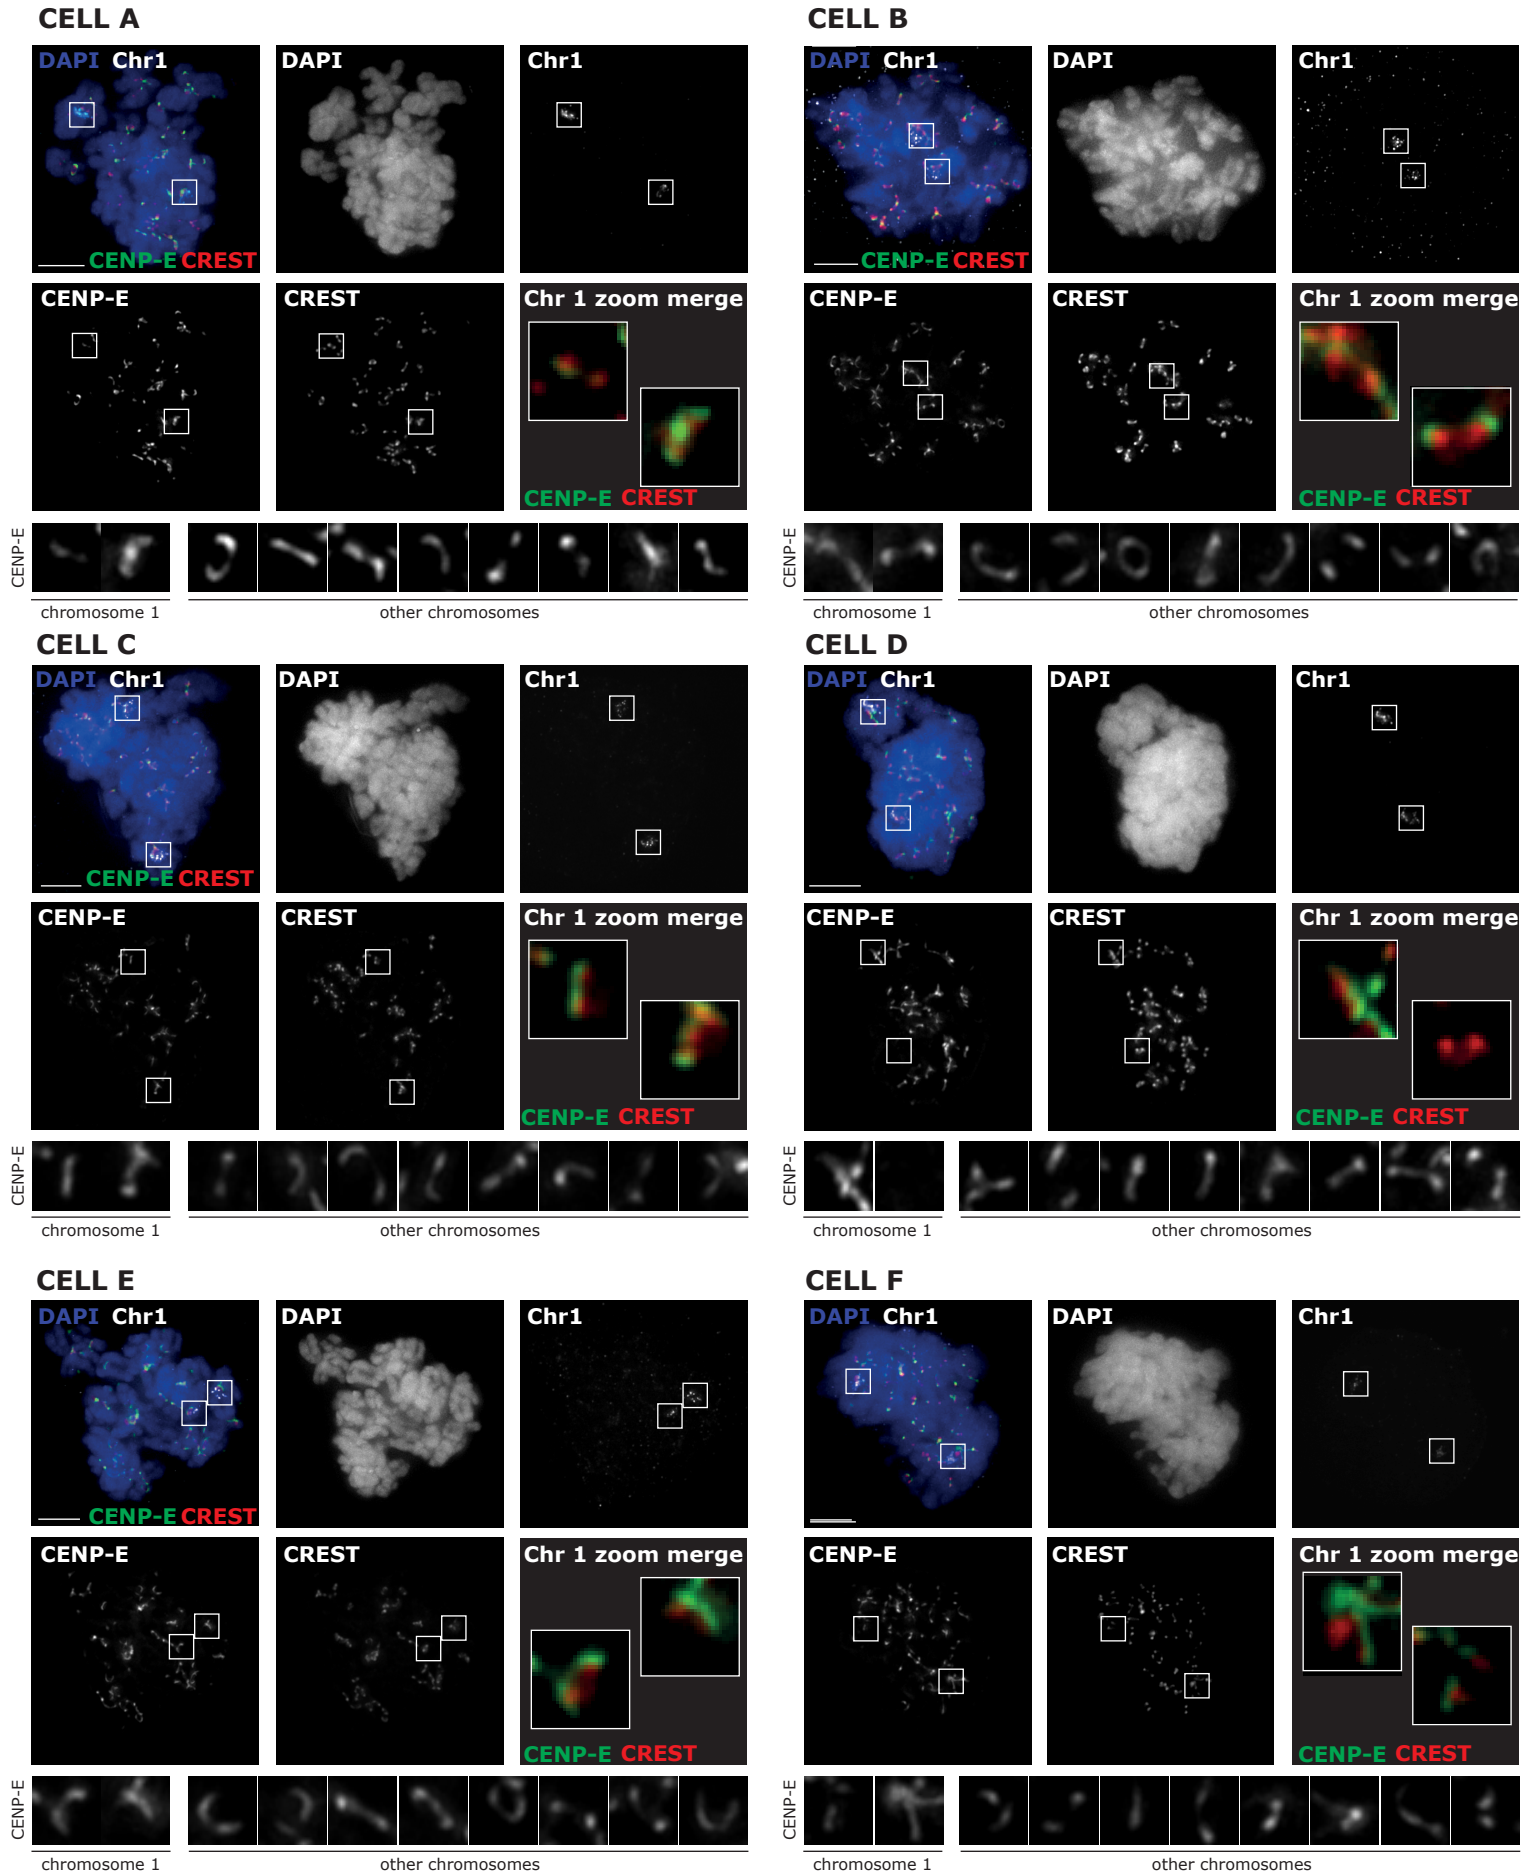 CELL A
DAPI Chr1
DAPI
Chr1
CENP-E CREST
CENP-E
CREST
Chr 1 zoom merge
CENP-E CREST
CENP-E
chromosome 1
other chromosomes
CELL B
DAPI Chr1
DAPI
Chr1
CENP-E CREST
CENP-E
CREST
Chr 1 zoom merge
CENP-E CREST
CENP-E
chromosome 1
other chromosomes
CELL C
DAPI Chr1
DAPI
Chr1
CENP-E CREST
CENP-E
CREST
Chr 1 zoom merge
CENP-E CREST
CENP-E
chromosome 1
other chromosomes
CELL D
DAPI Chr1
DAPI
Chr1
CENP-E
CREST
Chr 1 zoom merge
CENP-E CREST
CENP-E
chromosome 1
other chromosomes
CELL E
DAPI Chr1
DAPI
Chr1
CENP-E CREST
CENP-E
CREST
Chr 1 zoom merge
CENP-E CREST
CENP-E
chromosome 1
other chromosomes
CELL F
DAPI Chr1
DAPI
Chr1
CENP-E
CREST
Chr 1 zoom merge
CENP-E CREST
CENP-E
chromosome 1
other chromosomes